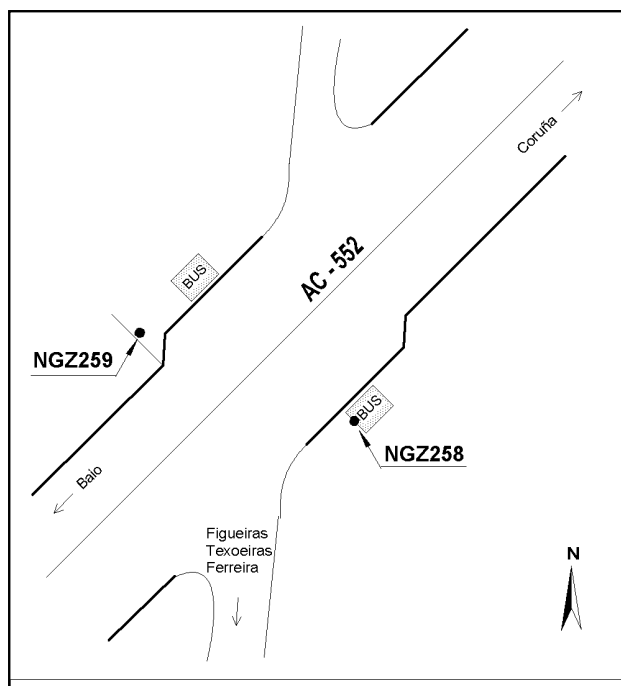 Coruña
AC - 552
BUS
NGZ259
BUS
NGZ258
Baio
Figueiras
Texoeiras
Ferreira
N